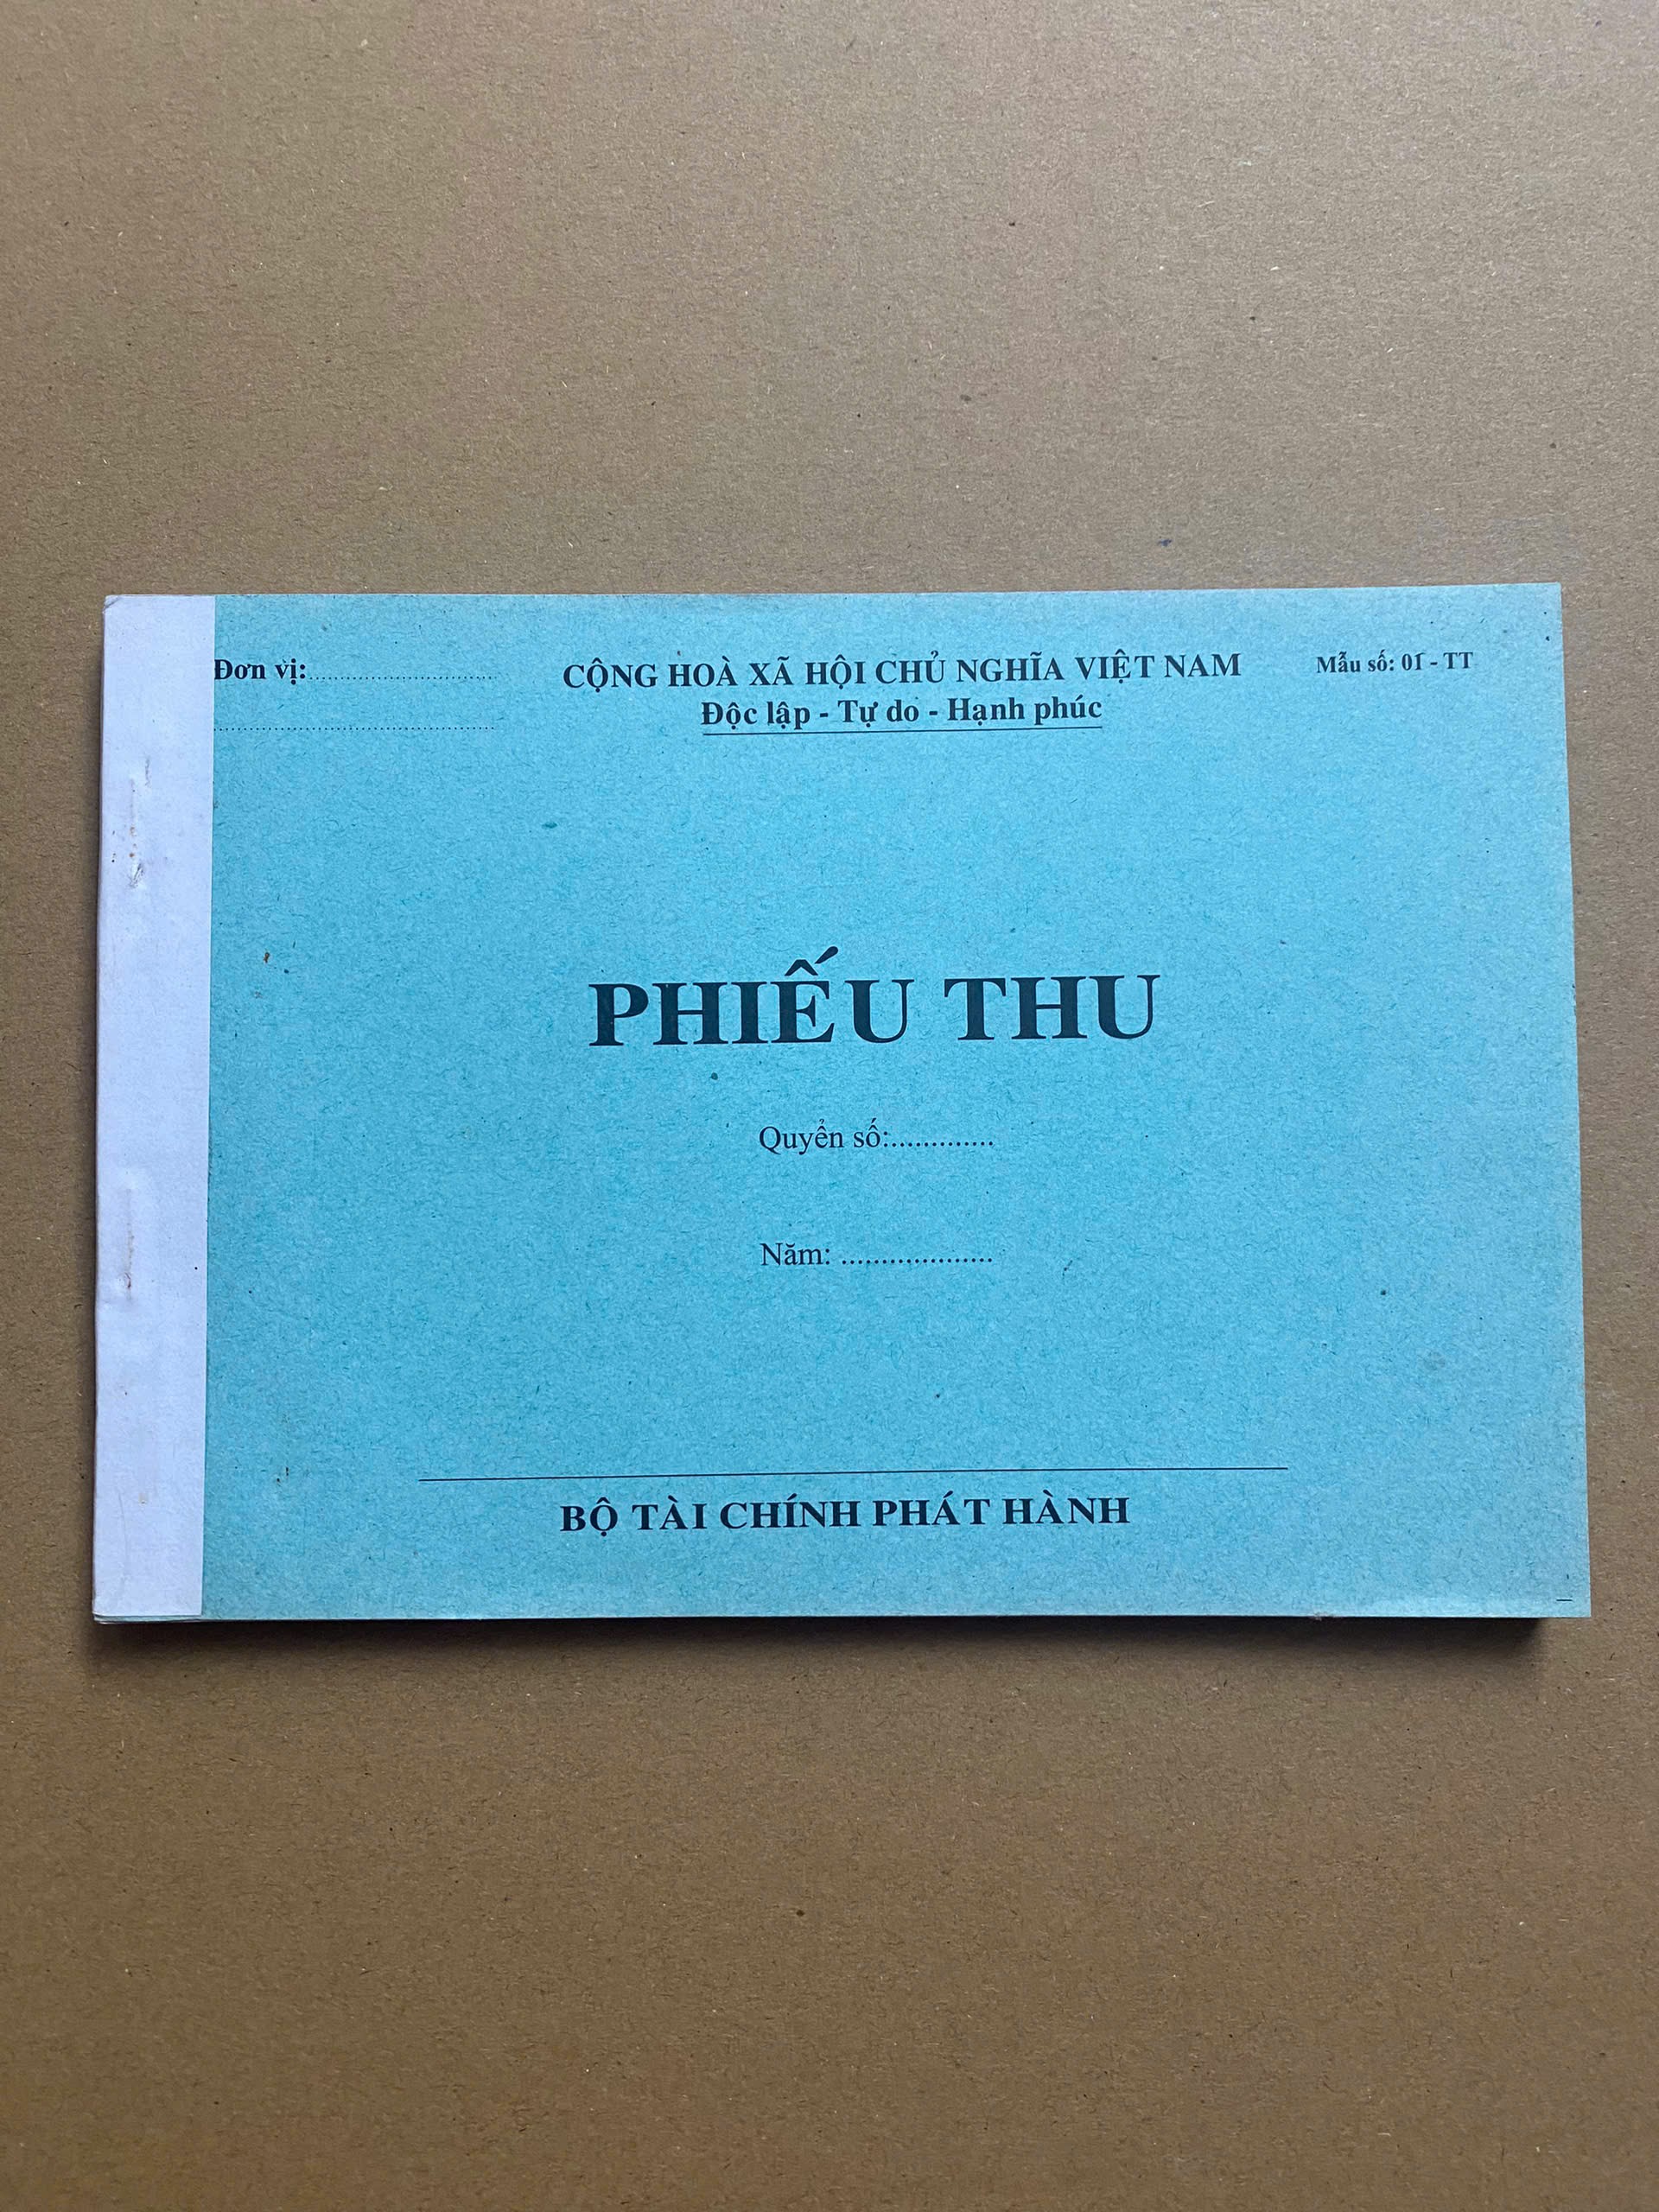 Đơn vị:..............................
CỘNG HOÀ XÃ HỘI CHỦ NGHĨA VIỆT NAM
Mẫu số: 01 - TT
Độc lập - Tự do - Hạnh phúc
PHIẾU THU
Quyển số:.............
Năm: ...................
BỘ TÀI CHÍNH PHÁT HÀNH